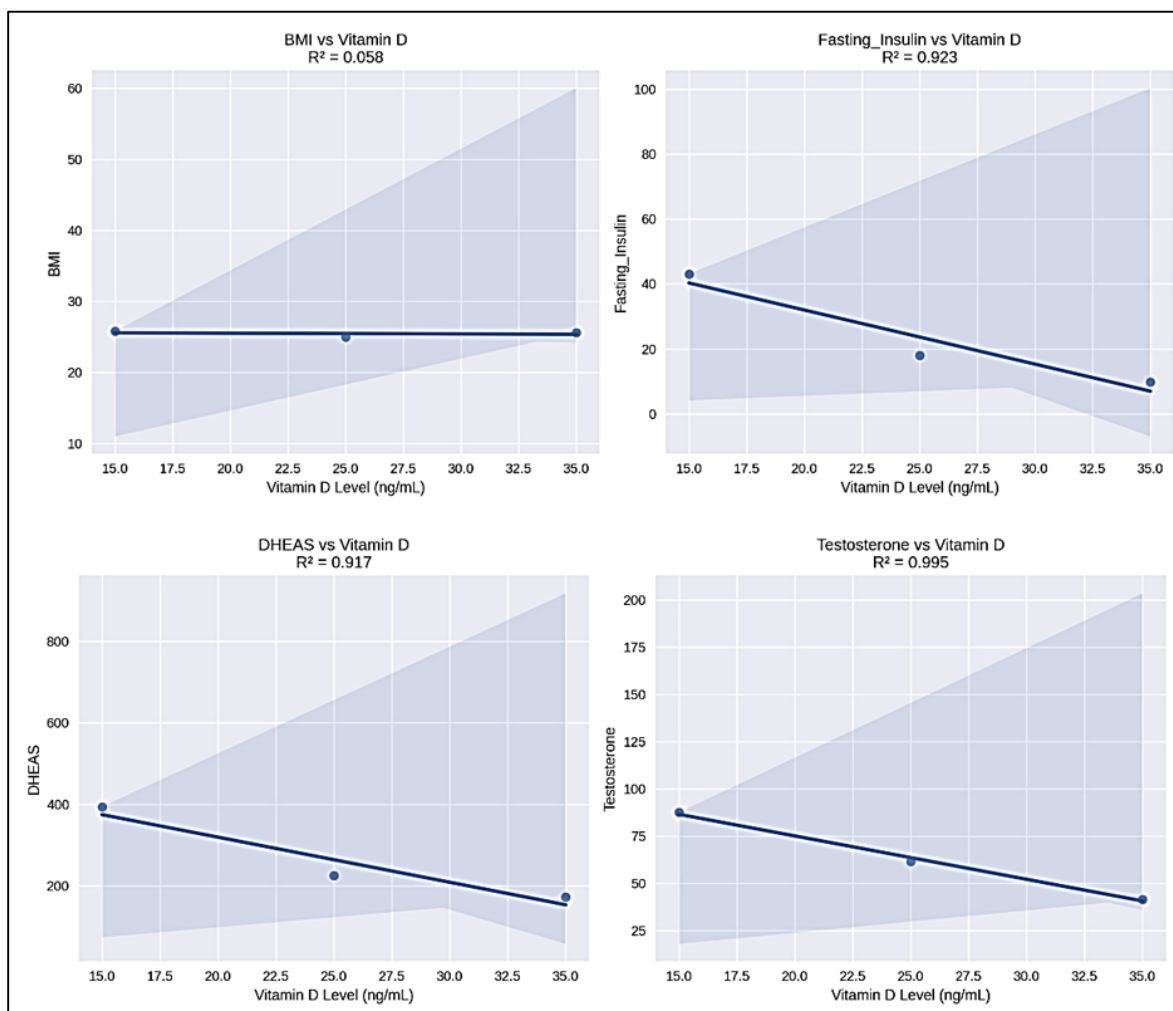 BMI vs Vitamin D
R² = 0.058
60
50
40
30
20
10
BMI
15.0 17.5 20.0 22.5 25.0 27.5 30.0 32.5 35.0
Vitamin D Level (ng/mL)
Fasting_Insulin vs Vitamin D
R² = 0.923
100
80
60
40
20
0
Fasting_Insulin
15.0 17.5 20.0 22.5 25.0 27.5 30.0 32.5 35.0
Vitamin D Level (ng/mL)
DHEAS vs Vitamin D
R² = 0.917
800
600
400
200
DHEAS
15.0 17.5 20.0 22.5 25.0 27.5 30.0 32.5 35.0
Vitamin D Level (ng/mL)
Testosterone vs Vitamin D
R² = 0.995
200
175
150
125
100
75
50
25
Testosterone
15.0 17.5 20.0 22.5 25.0 27.5 30.0 32.5 35.0
Vitamin D Level (ng/mL)